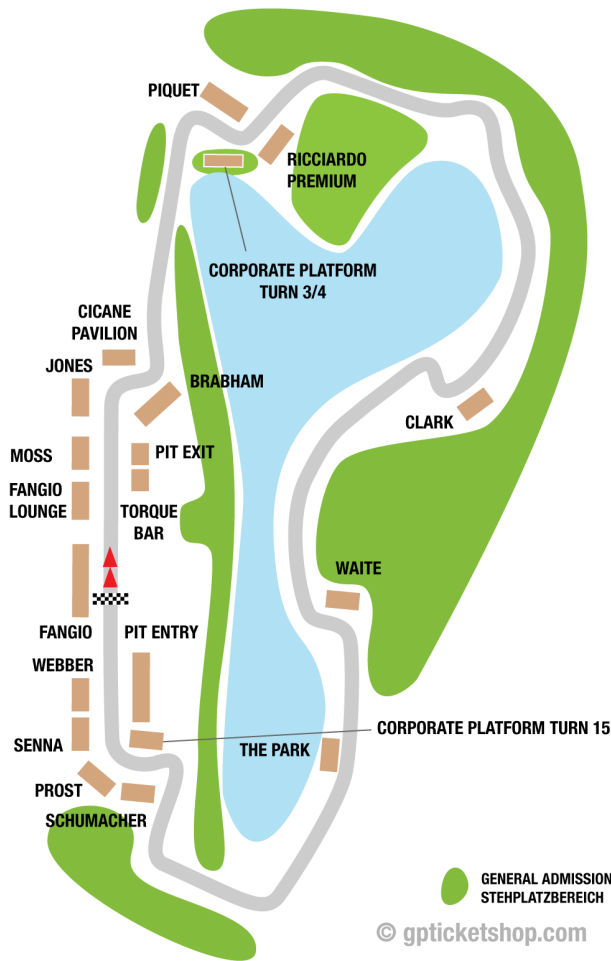 PIQUET
RICCIARDO
PREMIUM
CORPORATE PLATFORM
TURN 3/4
CICANE
PAVILION
JONES
BRABHAM
CLARK
MOSS
PIT EXIT
FANGIO
LOUNGE
TORQUE
BAR
WAITE
FANGIO
PIT ENTRY
WEBBER
CORPORATE PLATFORM TURN 15
SENNA
THE PARK
PROST
SCHUMACHER
GENERAL ADMISSION
STEHPLATZBEREICH
© gpticketshop.com